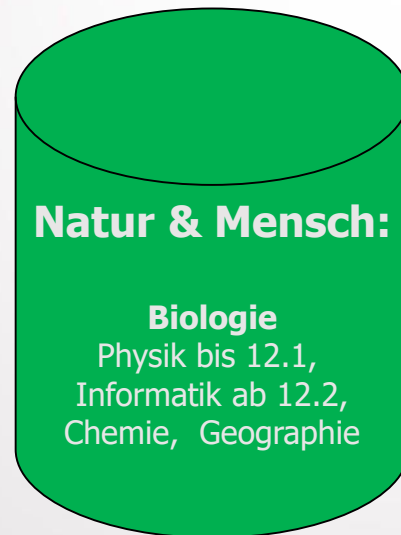 Natur & Mensch:
Biologie
Physik bis 12.1,
Informatik ab 12.2,
Chemie, Geographie